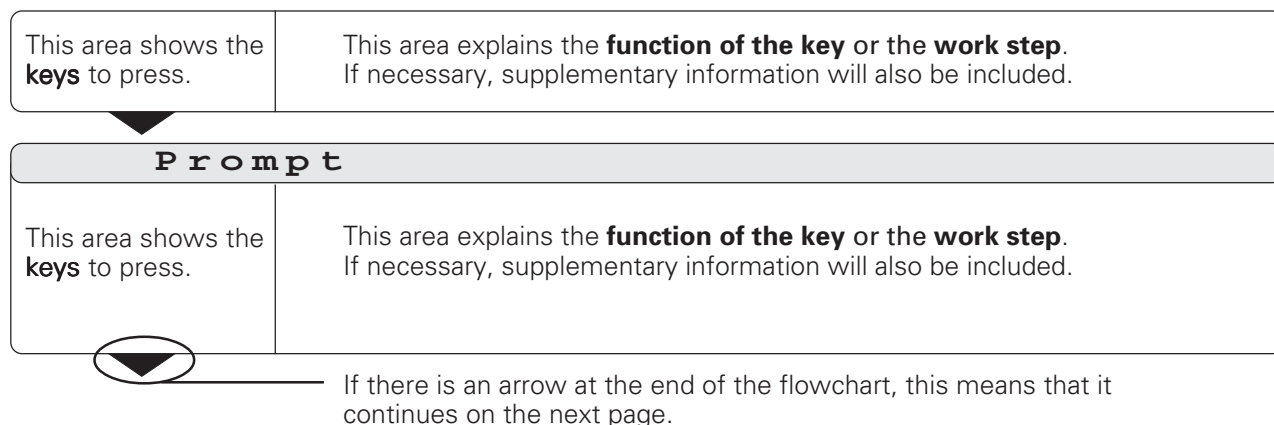 This area shows the
keys to press.
This area explains the function of the key or the work step.
If necessary, supplementary information will also be included.
Prompt
This area shows the
keys to press.
This area explains the function of the key or the work step.
If necessary, supplementary information will also be included.
If there is an arrow at the end of the flowchart, this means that it
continues on the next page.